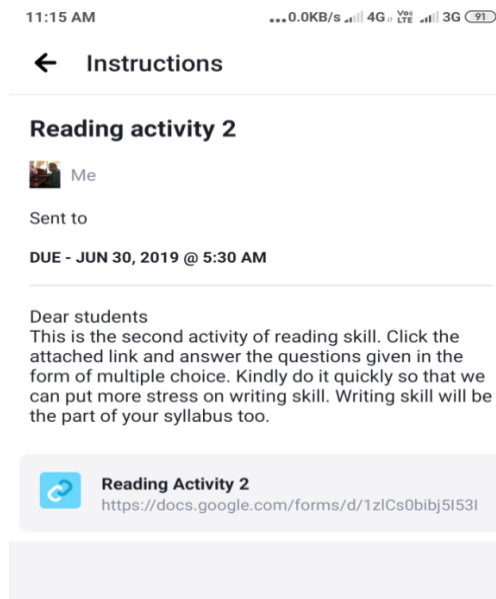 11:15 AM ...0.0KB/s 4G VoLTE 3G 91
Instructions
Reading activity 2
Me
Sent to
DUE - JUN 30, 2019 @ 5:30 AM
Dear students
This is the second activity of reading skill. Click the
attached link and answer the questions given in the
form of multiple choice. Kindly do it quickly so that we
can put more stress on writing skill. Writing skill will be
the part of your syllabus too.
Reading Activity 2
https://docs.google.com/forms/d/1zlCs0bibj5I53I